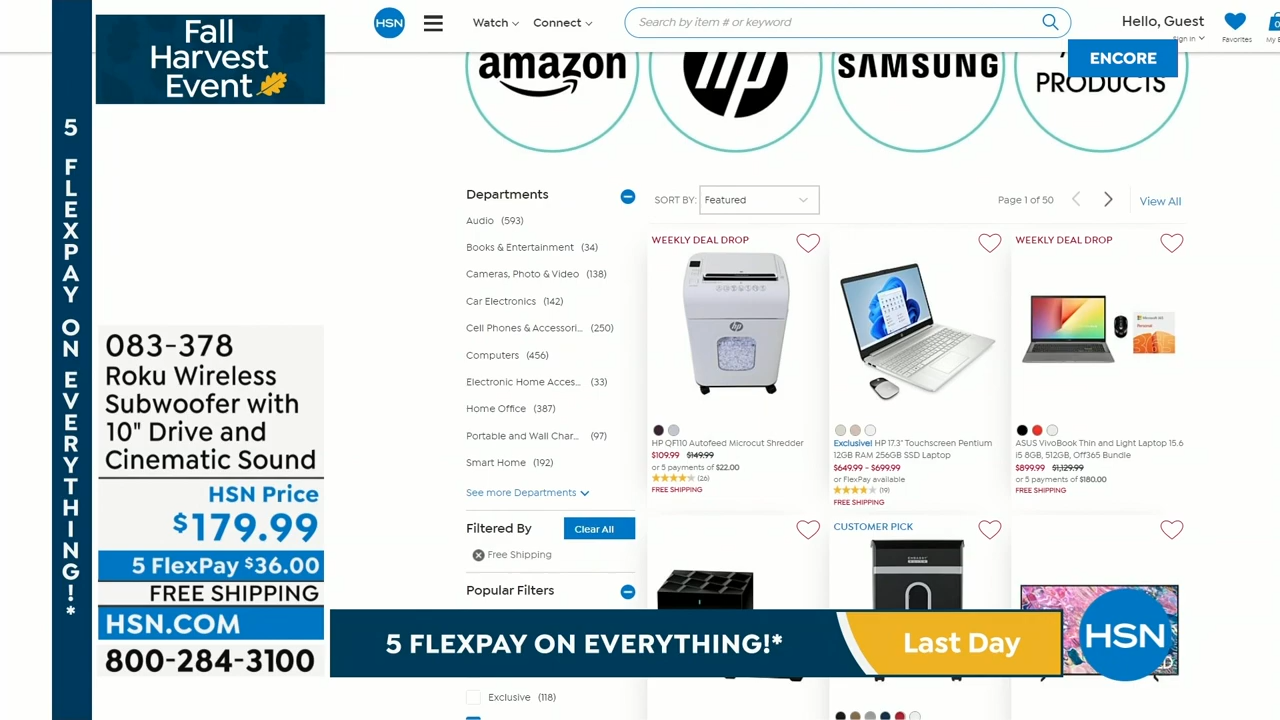 Fall
Harvest
Event
5 FLEXPAY ON EVERYTHING!*
083-378
Roku Wireless
Subwoofer with
10" Drive and
Cinematic Sound
HSN Price
$179.99
5 FlexPay $36.00
FREE SHIPPING
HSN.COM
800-284-3100
HSN
Watch
Connect
Search by item # or keyword
Hello, Guest
Sign In
Favorites
ENCORE
amazon
hp
SAMSUNG
PRODUCTS
Departments
Audio (593)
Books & Entertainment (34)
Cameras, Photo & Video (138)
Car Electronics (142)
Cell Phones & Accessori... (250)
Computers (456)
Electronic Home Acces... (33)
Home Office (387)
Portable and Wall Char... (97)
Smart Home (192)
See more Departments
Filtered By
Clear All
Free Shipping
Popular Filters
Exclusive (118)
SORT BY: Featured
Page 1 of 50
View All
WEEKLY DEAL DROP
HP QF110 Autofeed Microcut Shredder
$109.99 $149.99
or 5 payments of $22.00
(26)
FREE SHIPPING
Exclusive! HP 17.3" Touchscreen Pentium
12GB RAM 256GB SSD Laptop
$649.99 - $699.99
or FlexPay available
(19)
FREE SHIPPING
WEEKLY DEAL DROP
Microsoft 365
Personal
ASUS VivoBook Thin and Light Laptop 15.6
i5 8GB, 512GB, Off365 Bundle
$899.99 $1,129.99
or 5 payments of $180.00
FREE SHIPPING
CUSTOMER PICK
5 FLEXPAY ON EVERYTHING!*
Last Day
HSN